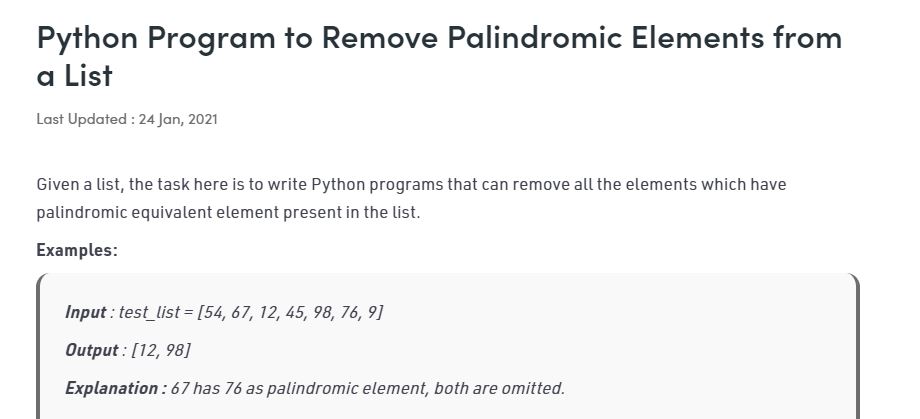 Python Program to Remove Palindromic Elements from
a List
Last Updated : 24 Jan, 2021
Given a list, the task here is to write Python programs that can remove all the elements which have
palindromic equivalent element present in the list.
Examples:
Input : test_list = [54, 67, 12, 45, 98, 76, 9]
Output : [12, 98]
Explanation : 67 has 76 as palindromic element, both are omitted.